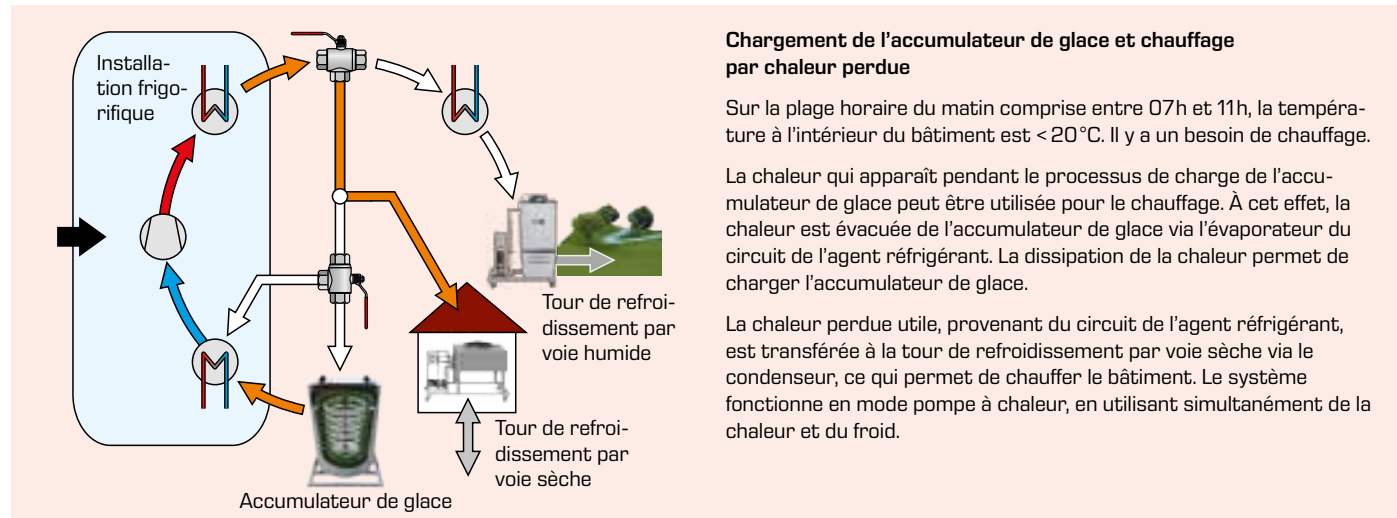 Installa-
tion frigo-
rifique
Tour de refroi-
dissement par
voie humide
Tour de refroi-
dissement par
voie sèche
Accumulateur de glace
Chargement de l’accumulateur de glace et chauffage
par chaleur perdue
Sur la plage horaire du matin comprise entre 07h et 11h, la tempéra-
ture à l’intérieur du bâtiment est < 20°C. Il y a un besoin de chauffage.
La chaleur qui apparaît pendant le processus de charge de l’accu-
mulateur de glace peut être utilisée pour le chauffage. À cet effet, la
chaleur est évacuée de l’accumulateur de glace via l’évaporateur du
circuit de l’agent réfrigérant. La dissipation de la chaleur permet de
charger l’accumulateur de glace.
La chaleur perdue utile, provenant du circuit de l’agent réfrigérant,
est transférée à la tour de refroidissement par voie sèche via le
condenseur, ce qui permet de chauffer le bâtiment. Le système
fonctionne en mode pompe à chaleur, en utilisant simultanément de la
chaleur et du froid.